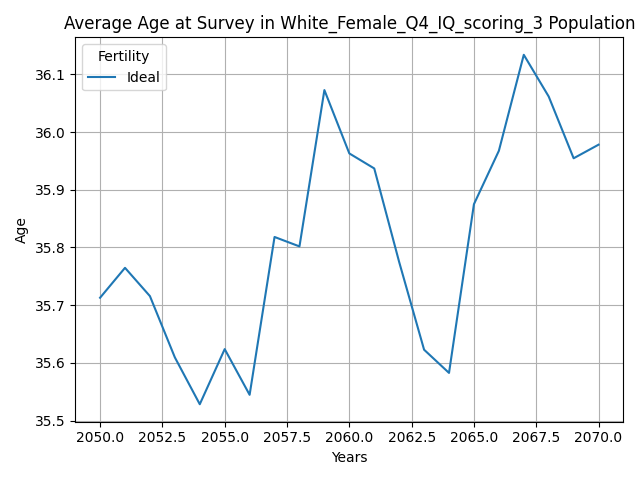 Average Age at Survey in White_Female_Q4_IQ_scoring_3 Population
Fertility
Ideal
36.1
36.0
35.9
35.8
35.7
35.6
35.5
Age
2050.0 2052.5 2055.0 2057.5 2060.0 2062.5 2065.0 2067.5 2070.0
Years